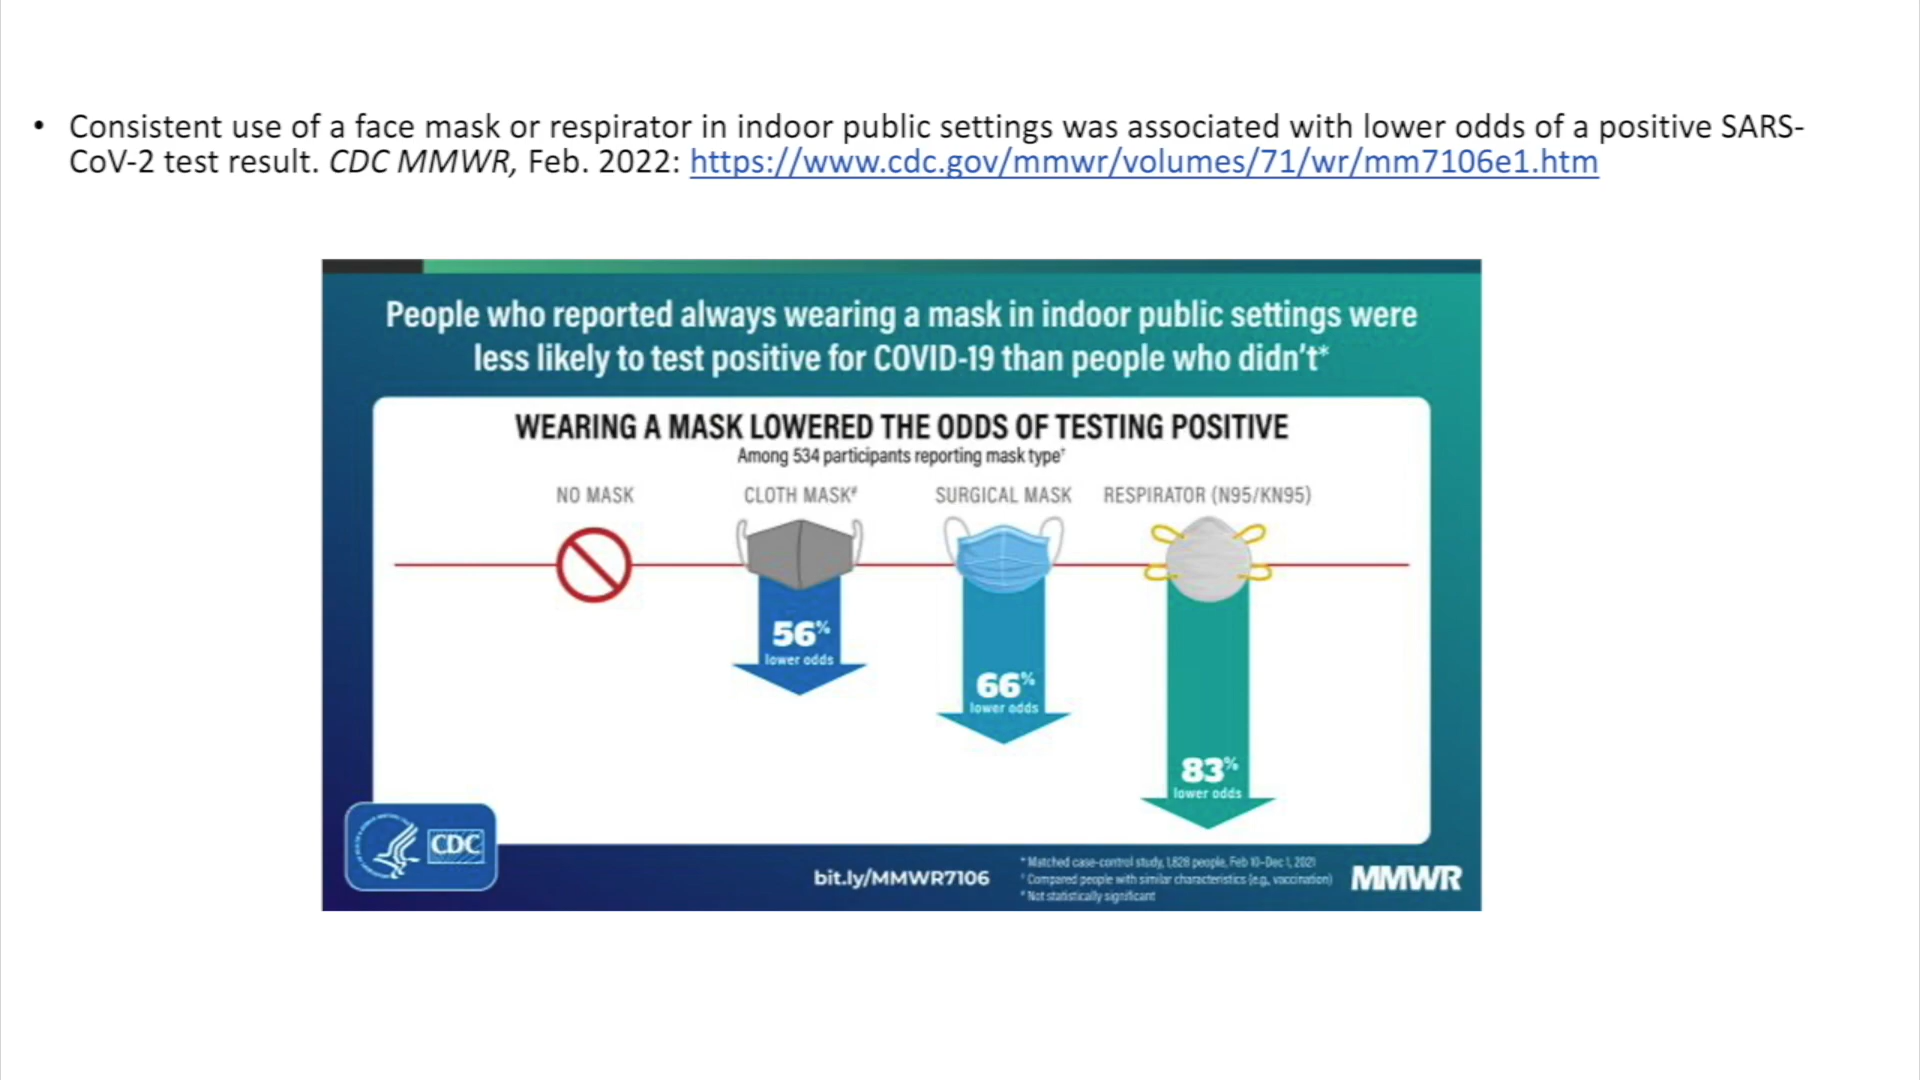 • Consistent use of a face mask or respirator in indoor public settings was associated with lower odds of a positive SARS-
CoV-2 test result. CDC MMWR, Feb. 2022: https://www.cdc.gov/mmwr/volumes/71/wr/mm7106e1.htm
People who reported always wearing a mask in indoor public settings were
less likely to test positive for COVID-19 than people who didn't*
WEARING A MASK LOWERED THE ODDS OF TESTING POSITIVE
Among 534 participants reporting mask type†
NO MASK
CLOTH MASK#
SURGICAL MASK
RESPIRATOR (N95/KN95)
56%
lower odds
66%
lower odds
83%
lower odds
CDC
bit.ly/MMWR7106
* Matched case-control study, 1,828 people, Feb 18-Dec 1, 2021
† Compared people with similar characteristics (e.g., vaccination)
# Not statistically significant
MMWR